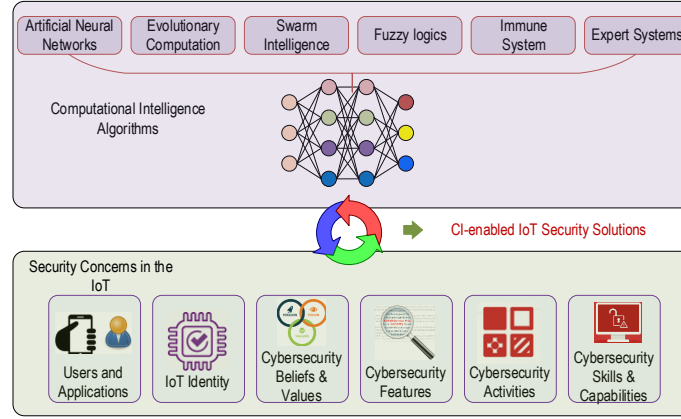 Artificial Neural
Networks
Evolutionary
Computation
Swarm
Intelligence
Fuzzy logics
Immune
System
Expert Systems
Computational Intelligence
Algorithms
CI-enabled IoT Security Solutions
Security Concerns in the
IoT
Users and
Applications
IoT Identity
Cybersecurity
Beliefs &
Values
Cybersecurity
Features
Cybersecurity
Activities
Cybersecurity
Skills &
Capabilities